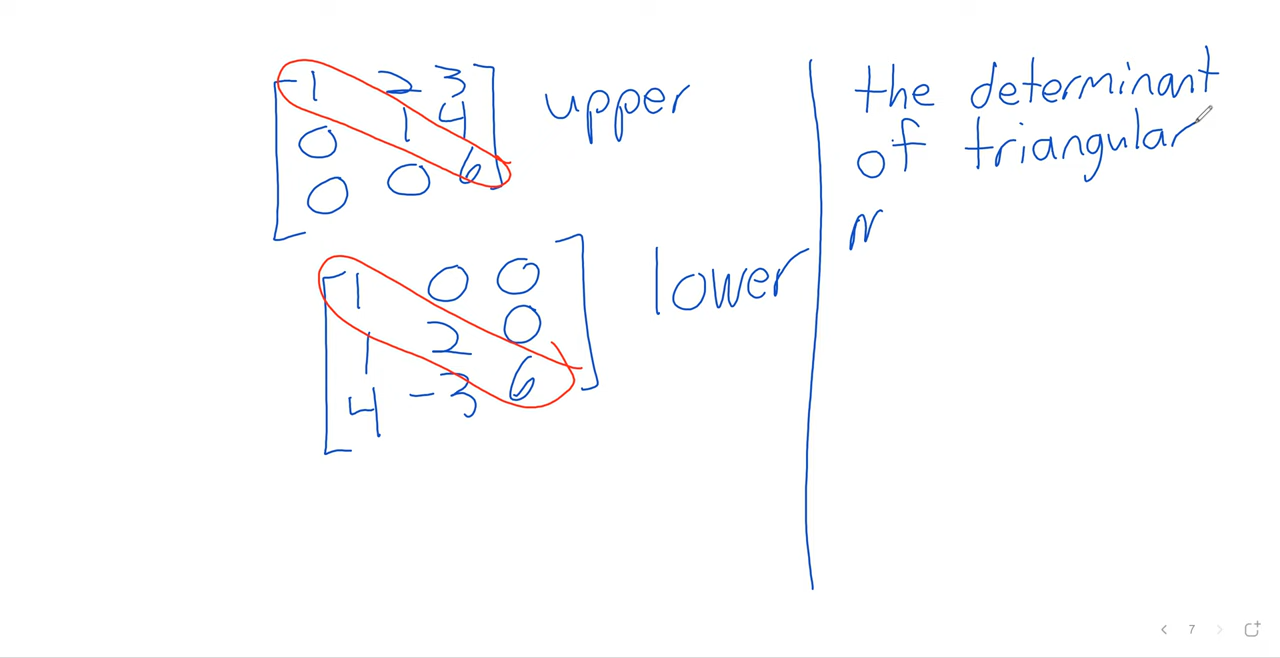 1 2 3
0 1 4
0 0 6
upper
1 0 0
1 2 0
4 -3 6
lower
the determinant
of triangular
7